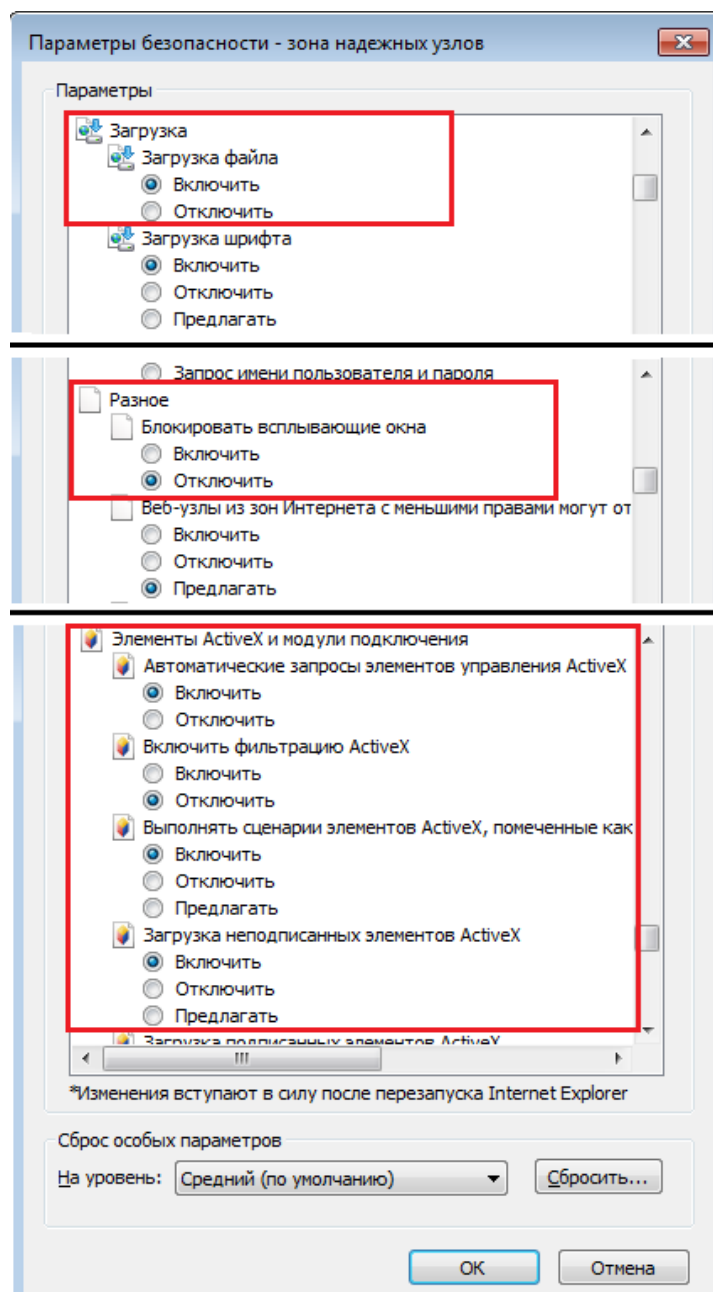 Параметры безопасности - зона надежных узлов
Параметры
Загрузка
Загрузка файла
Включить
Отключить
Загрузка шрифта
Включить
Отключить
Предлагать
Запрос имени пользователя и пароля
Разное
Блокировать всплывающие окна
Включить
Отключить
Веб-узлы из зон Интернета с меньшими правами могут от
Включить
Отключить
Предлагать
Элементы ActiveX и модули подключения
Автоматические запросы элементов управления ActiveX
Включить
Отключить
Включить фильтрацию ActiveX
Включить
Отключить
Выполнять сценарии элементов ActiveX, помеченные как
Включить
Отключить
Предлагать
Загрузка неподписанных элементов ActiveX
Включить
Отключить
Предлагать
Загрузка подписанных элементов ActiveX
*Изменения вступают в силу после перезапуска Internet Explorer
Сброс особых параметров
На уровень: Средний (по умолчанию) Сбросить...
ОК Отмена